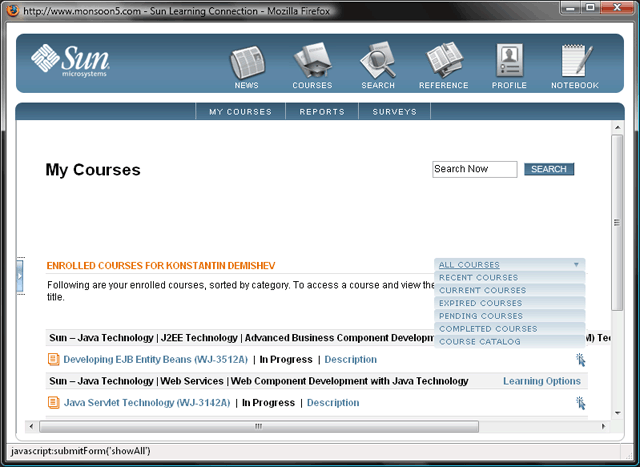 http://www.monsoon5.com - Sun Learning Connection - Mozilla Firefox
Sun
microsystems
NEWS COURSES SEARCH REFERENCE PROFILE NOTEBOOK
MY COURSES REPORTS SURVEYS
My Courses
Search Now SEARCH
ENROLLED COURSES FOR KONSTANTIN DEMISHEV
Following are your enrolled courses, sorted by category. To access a course and view the
title.
ALL COURSES
RECENT COURSES
CURRENT COURSES
EXPIRED COURSES
PENDING COURSES
COMPLETED COURSES
COURSE CATALOG
Sun – Java Technology | J2EE Technology | Advanced Business Component Developm M) Tec
Developing EJB Entity Beans (WJ-3512A) | In Progress | Description
Sun – Java Technology | Web Services | Web Component Development with Java Technology Learning Options
Java Servlet Technology (WJ-3142A) | In Progress | Description
javascript:submitForm('showAll')